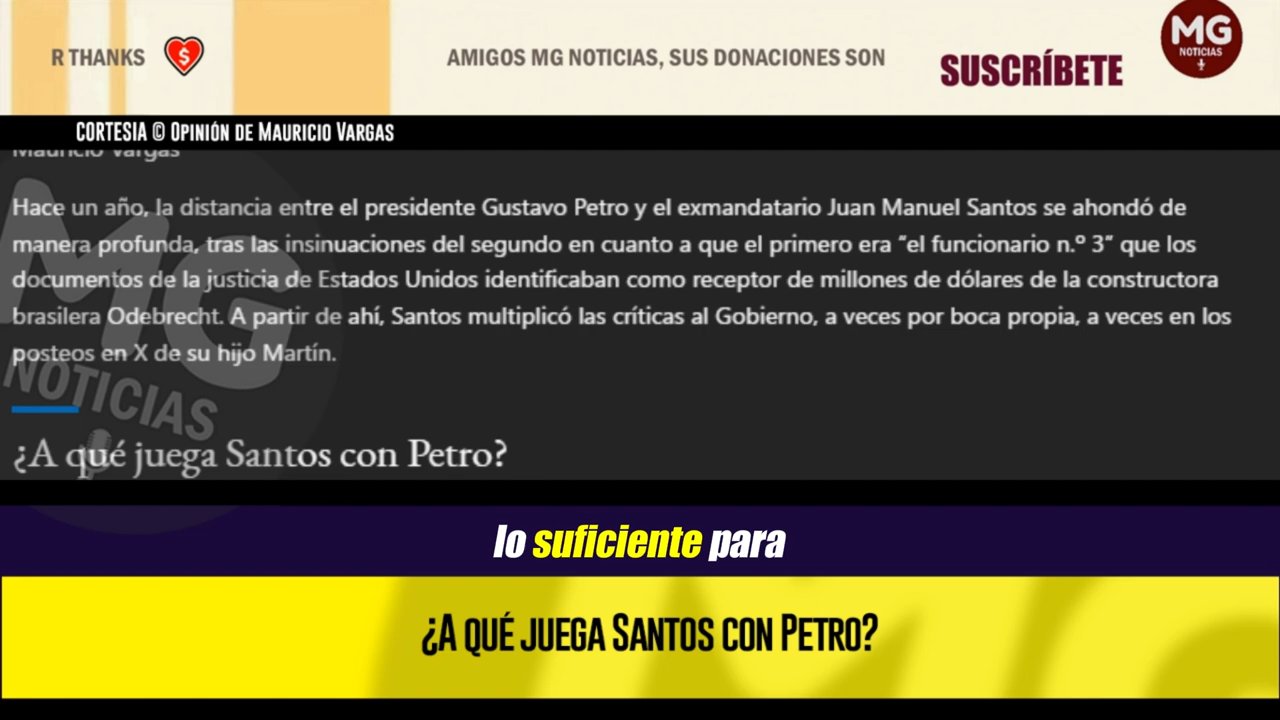 R THANKS
AMIGOS MG NOTICIAS, SUS DONACIONES SON
SUSCRÍBETE
MG
NOTICIAS
CORTESIA © OPINIÓN DE MAURICIO VARGAS
Mauricio Vargas
Hace un año, la distancia entre el presidente Gustavo Petro y el exmandatario Juan Manuel Santos se ahondó de
manera profunda, tras las insinuaciones del segundo en cuanto a que el primero era “el funcionario n.º 3” que los
documentos de la justicia de Estados Unidos identificaban como receptor de millones de dólares de la constructora
brasilera Odebrecht. A partir de ahí, Santos multiplicó las críticas al Gobierno, a veces por boca propia, a veces en los
posteos en X de su hijo Martín.
MG
NOTICIAS
¿A qué juega Santos con Petro?
lo suficiente para
¿A QUÉ JUEGA SANTOS CON PETRO?